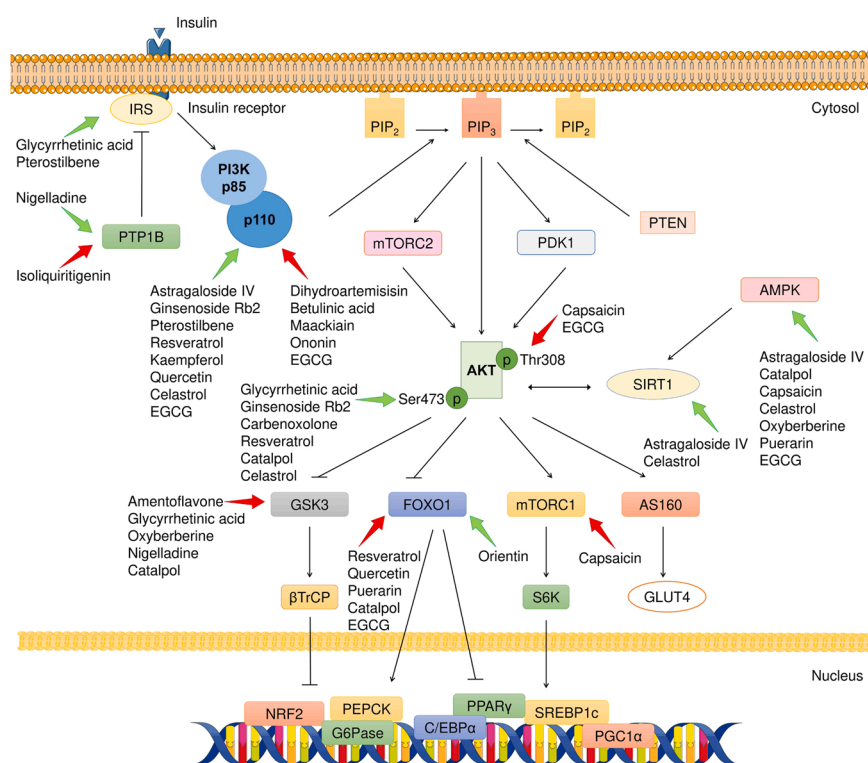 Insulin
IRS
Insulin receptor
Cytosol
PIP2
PIP3
PIP2
Glycyrrhetinic acid
Pterostilbene
PI3K
p85
p110
Nigelladine
PTP1B
Isoliquiritigenin
mTORC2
PDK1
PTEN
AMPK
Astragaloside IV
Ginsenoside Rb2
Pterostilbene
Resveratrol
Kaempferol
Quercetin
Celastrol
EGCG
Dihydroartemisisin
Betulinic acid
Maackiain
Ononin
EGCG
Capsaicin
EGCG
AKT
p
Thr308
Ser473
p
SIRT1
Astragaloside IV
Catalpol
Capsaicin
Celastrol
Oxyberberine
Puerarin
EGCG
Glycyrrhetinic acid
Ginsenoside Rb2
Carbenoxolone
Resveratrol
Catalpol
Celastrol
Astragaloside IV
Celastrol
Amentoflavone
Glycyrrhetinic acid
Oxyberberine
Nigelladine
Catalpol
GSK3
FOXO1
mTORC1
AS160
Resveratrol
Quercetin
Puerarin
Catalpol
EGCG
Orientin
Capsaicin
βTrCP
S6K
GLUT4
Nucleus
NRF2
PEPCK
G6Pase
C/EBPα
PPARγ
SREBP1c
PGC1α